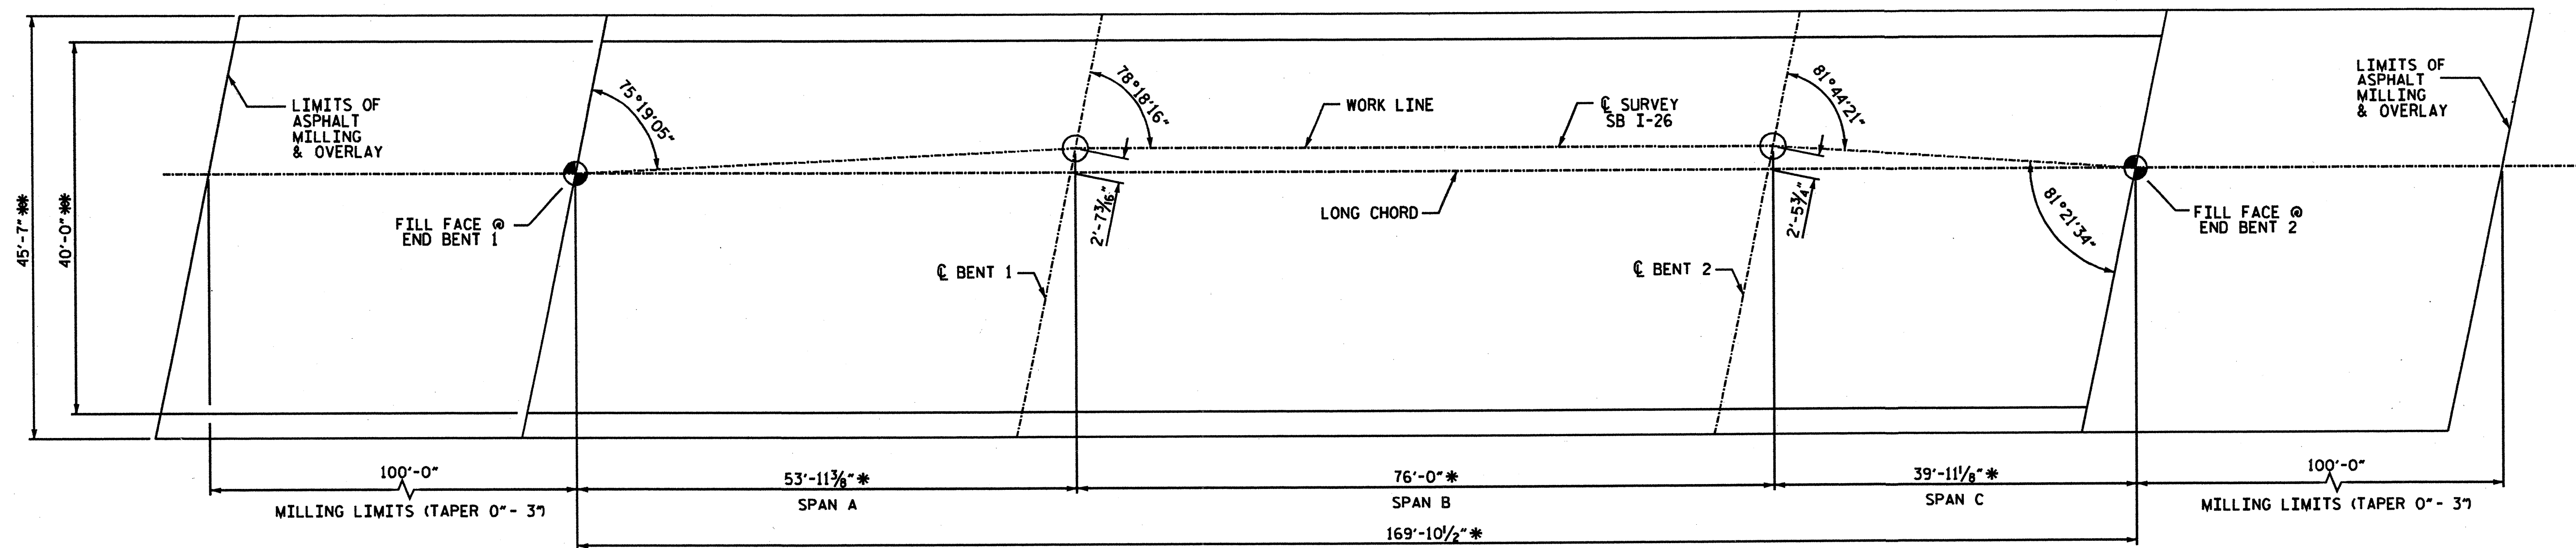 LIMITS OF
ASPHALT
MILLING
& OVERLAY
75°19'05"
78°18'16"
WORK LINE
℄ SURVEY
SB I-26
81°44'21"
LIMITS OF
ASPHALT
MILLING
& OVERLAY
45'-7"**
40'-0"**
FILL FACE @
END BENT 1
2'-7 3/16"
LONG CHORD
2'-5 3/4"
81°21'34"
FILL FACE @
END BENT 2
℄ BENT 1
℄ BENT 2
100'-0"
MILLING LIMITS (TAPER 0" - 3")
53'-11 3/8"*
SPAN A
76'-0"*
SPAN B
39'-11 1/8"*
SPAN C
100'-0"
MILLING LIMITS (TAPER 0" - 3")
169'-10 1/2"*